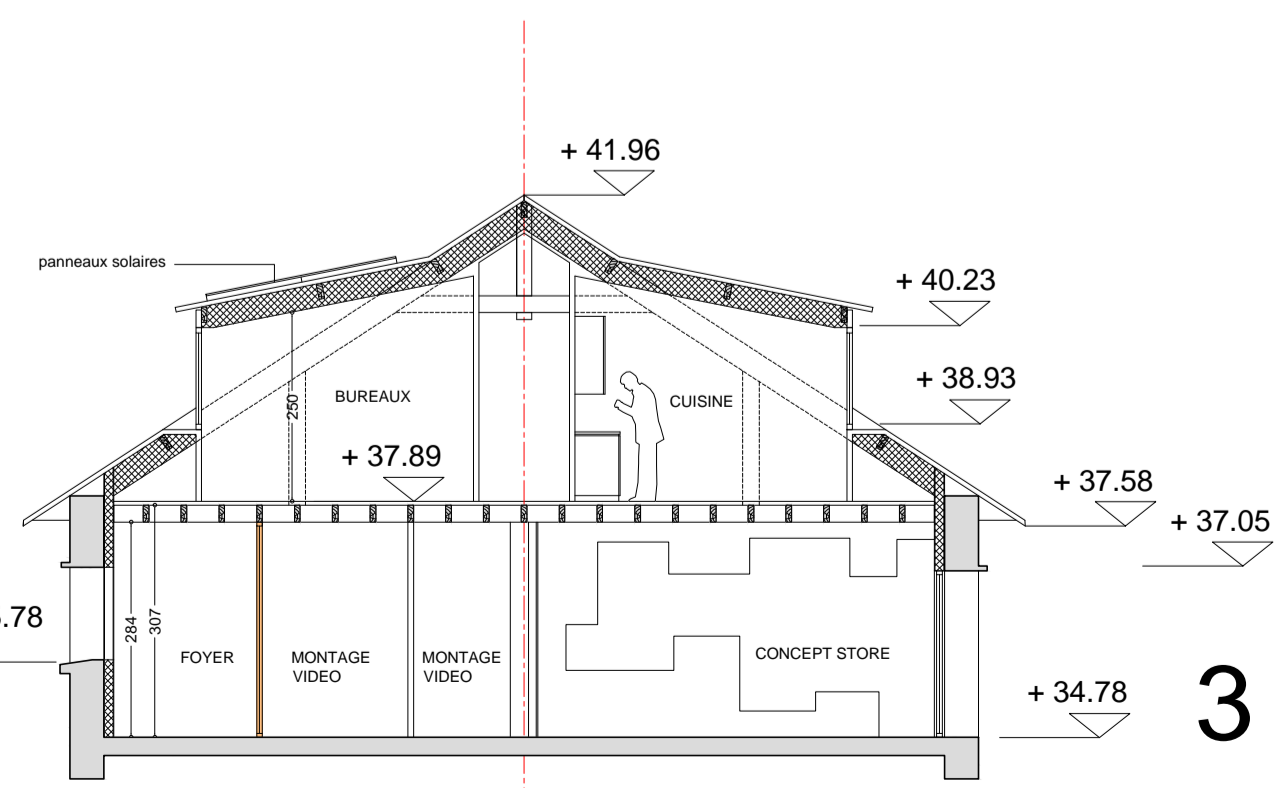 + 41.96
panneaux solaires
+ 40.23
+ 38.93
BUREAUX
CUISINE
250
+ 37.89
+ 37.58
+ 37.05
.78
284
307
FOYER
MONTAGE
VIDEO
MONTAGE
VIDEO
CONCEPT STORE
+ 34.78
3